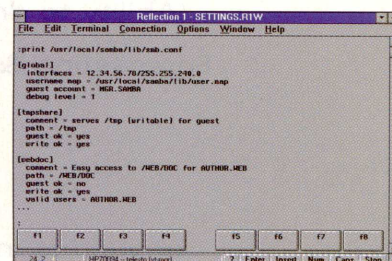 Reflection 1 - SETTINGS.R1W
File Edit Terminal Connection Options Window Help
:print /usr/local/samba/lib/smb.conf
[global]
interfaces = 12.34.56.78/255.255.240.0
username map = /usr/local/samba/lib/user.map
guest account = MGR.SAMBA
debug level = 1
[tmpshare]
comment = serves /tmp (writable) for guest
path = /tmp
guest ok = yes
write ok = yes
[webdoc]
comment = Easy access to /WEB/DOC for AUTHOR.WEB
path = /WEB/DOC
guest ok = no
write ok = yes
valid users = AUTHOR.WEB
...
:
f1 f2 f3 f4 f5 f6 f7 f8
24, 2 ? Enter Insert Num Caps Stop